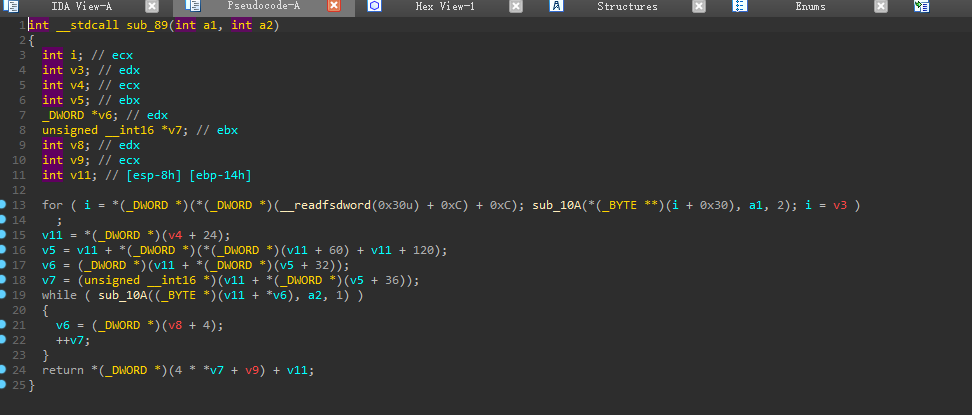 IDA View-A Pseudocode-A Hex View-1 Structures Enums
1 int __stdcall sub_89(int a1, int a2)
2 {
3 int i; // ecx
4 int v3; // edx
5 int v4; // ecx
6 int v5; // ebx
7 _DWORD *v6; // edx
8 unsigned __int16 *v7; // ebx
9 int v8; // edx
10 int v9; // ecx
11 int v11; // [esp-8h] [ebp-14h]
12
13 for ( i = *(_DWORD *)(*(_DWORD *)(__readfsdword(0x30u) + 0xC) + 0xC); sub_10A(*(_BYTE **)(i + 0x30), a1, 2); i = v3 )
14 ;
15 v11 = *(_DWORD *)(v4 + 24);
16 v5 = v11 + *(_DWORD *)(*(_DWORD *)(v11 + 60) + v11 + 120);
17 v6 = (_DWORD *)(v11 + *(_DWORD *)(v5 + 32));
18 v7 = (unsigned __int16 *)(v11 + *(_DWORD *)(v5 + 36));
19 while ( sub_10A((_BYTE *)(v11 + *v6), a2, 1) )
20 {
21 v6 = (_DWORD *)(v8 + 4);
22 ++v7;
23 }
24 return *(_DWORD *)(4 * *v7 + v9) + v11;
25 }